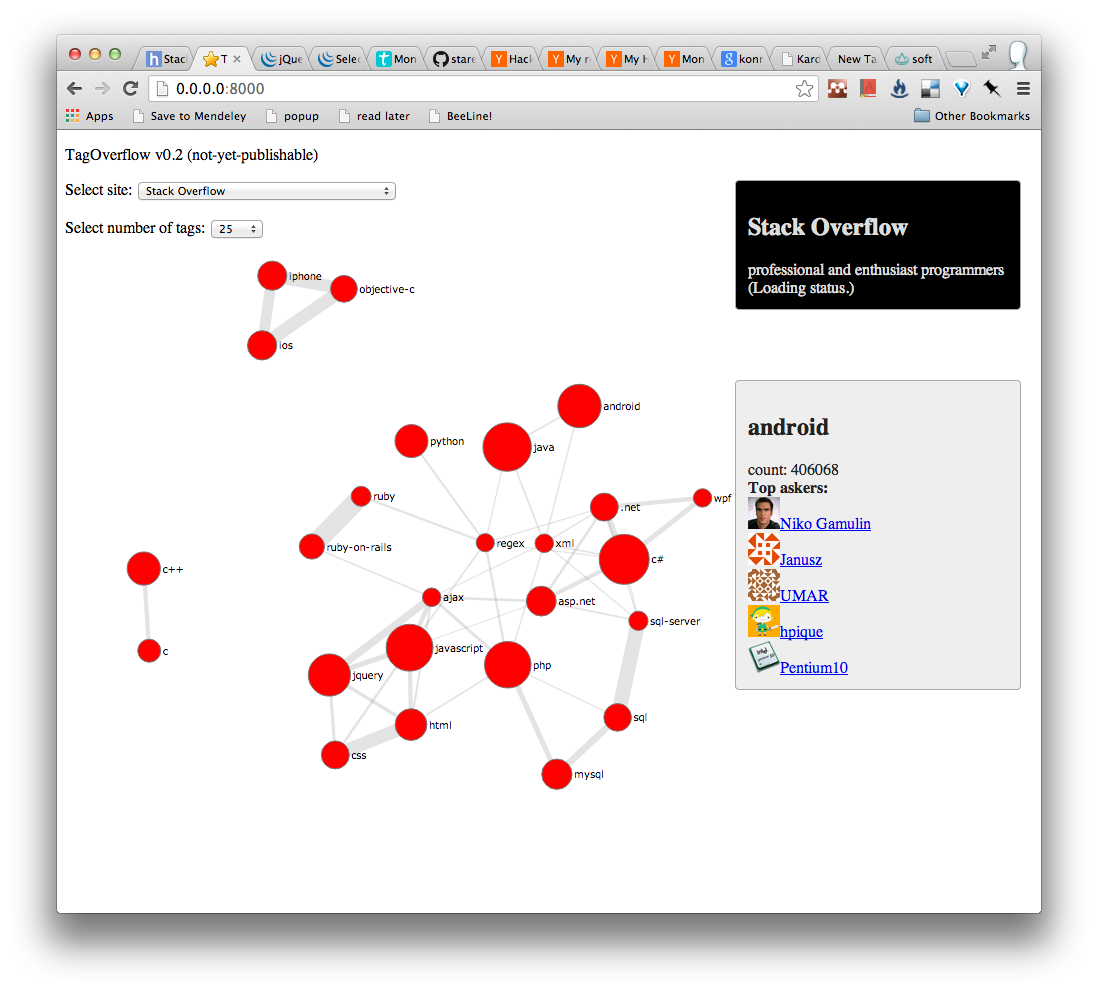 Stac
T
jQue
Selec
Mon
stare
Hack
My r
My H
Mon
konr
Kard
New Ta
soft
0.0.0.0:8000
Apps
Save to Mendeley
popup
read later
BeeLine!
Other Bookmarks
TagOverflow v0.2 (not-yet-publishable)
Select site: Stack Overflow
Select number of tags: 25
Stack Overflow
professional and enthusiast programmers
(Loading status.)
iphone
objective-c
ios
android
python
java
ruby
.net
wpf
ruby-on-rails
regex
xml
c#
c++
ajax
asp.net
sql-server
c
javascript
php
jquery
html
sql
css
mysql
android
count: 406068
Top askers:
Niko Gamulin
Janusz
UMAR
hpique
Pentium10